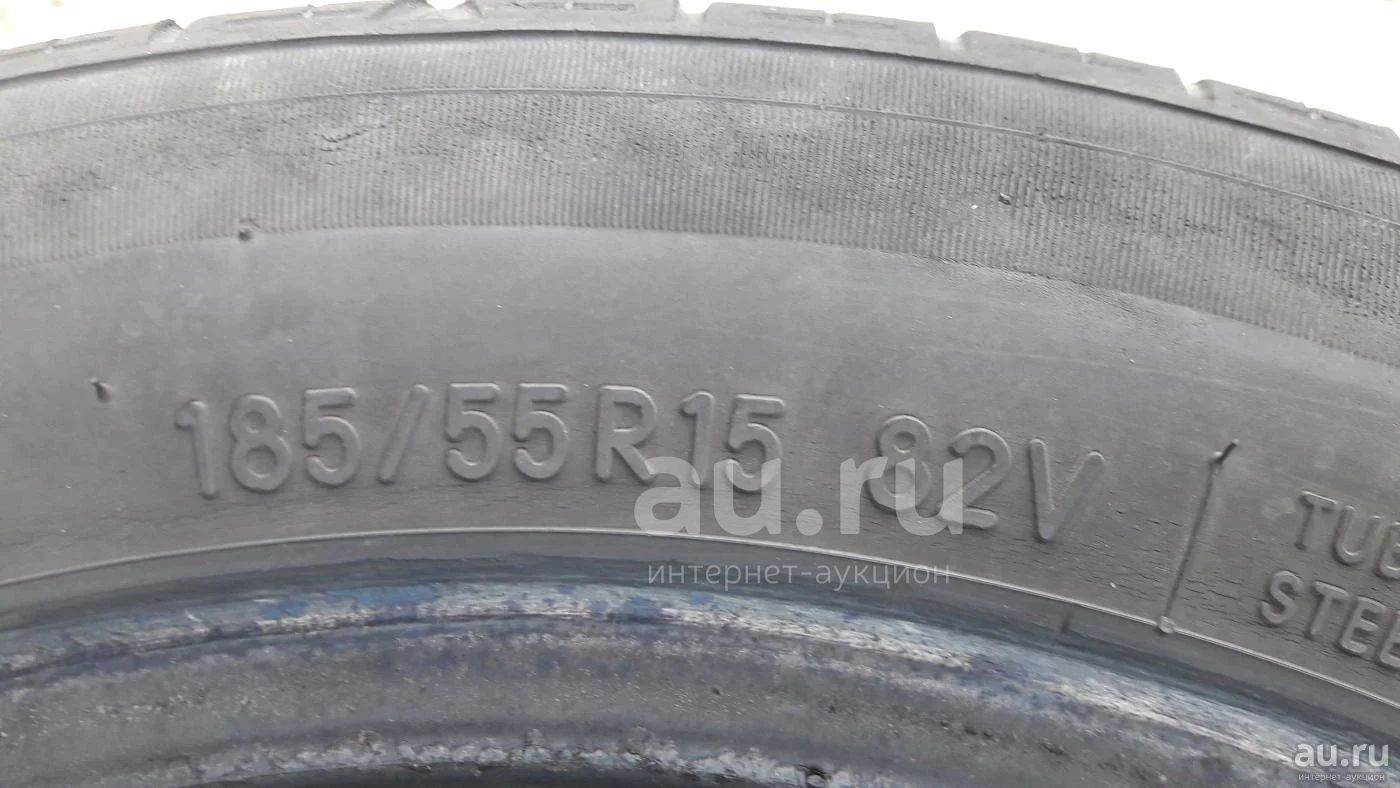 185/55R15 82V
TUB
STEE
au.ru
интернет-аукцион
au.ru
интернет-аукцион